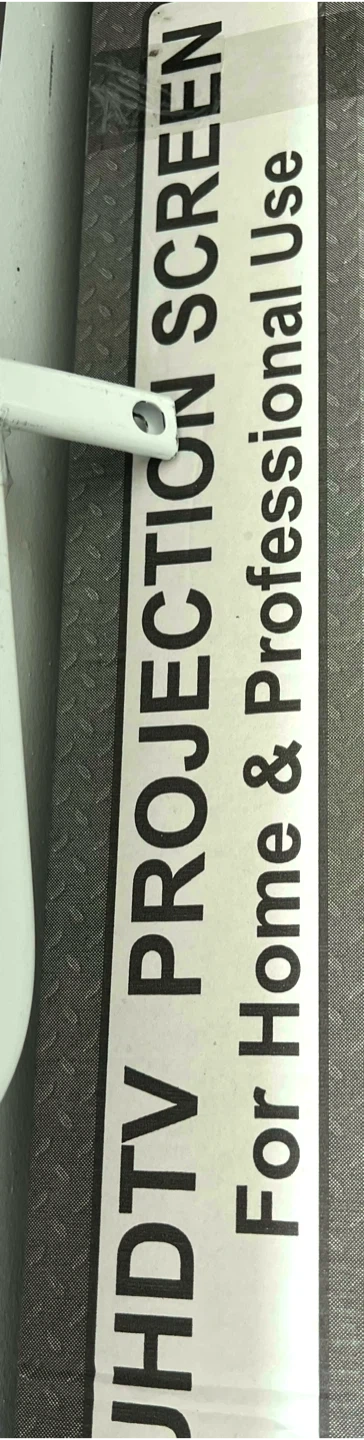 UHDTV PROJECTION SCREEN
For Home & Professional Use